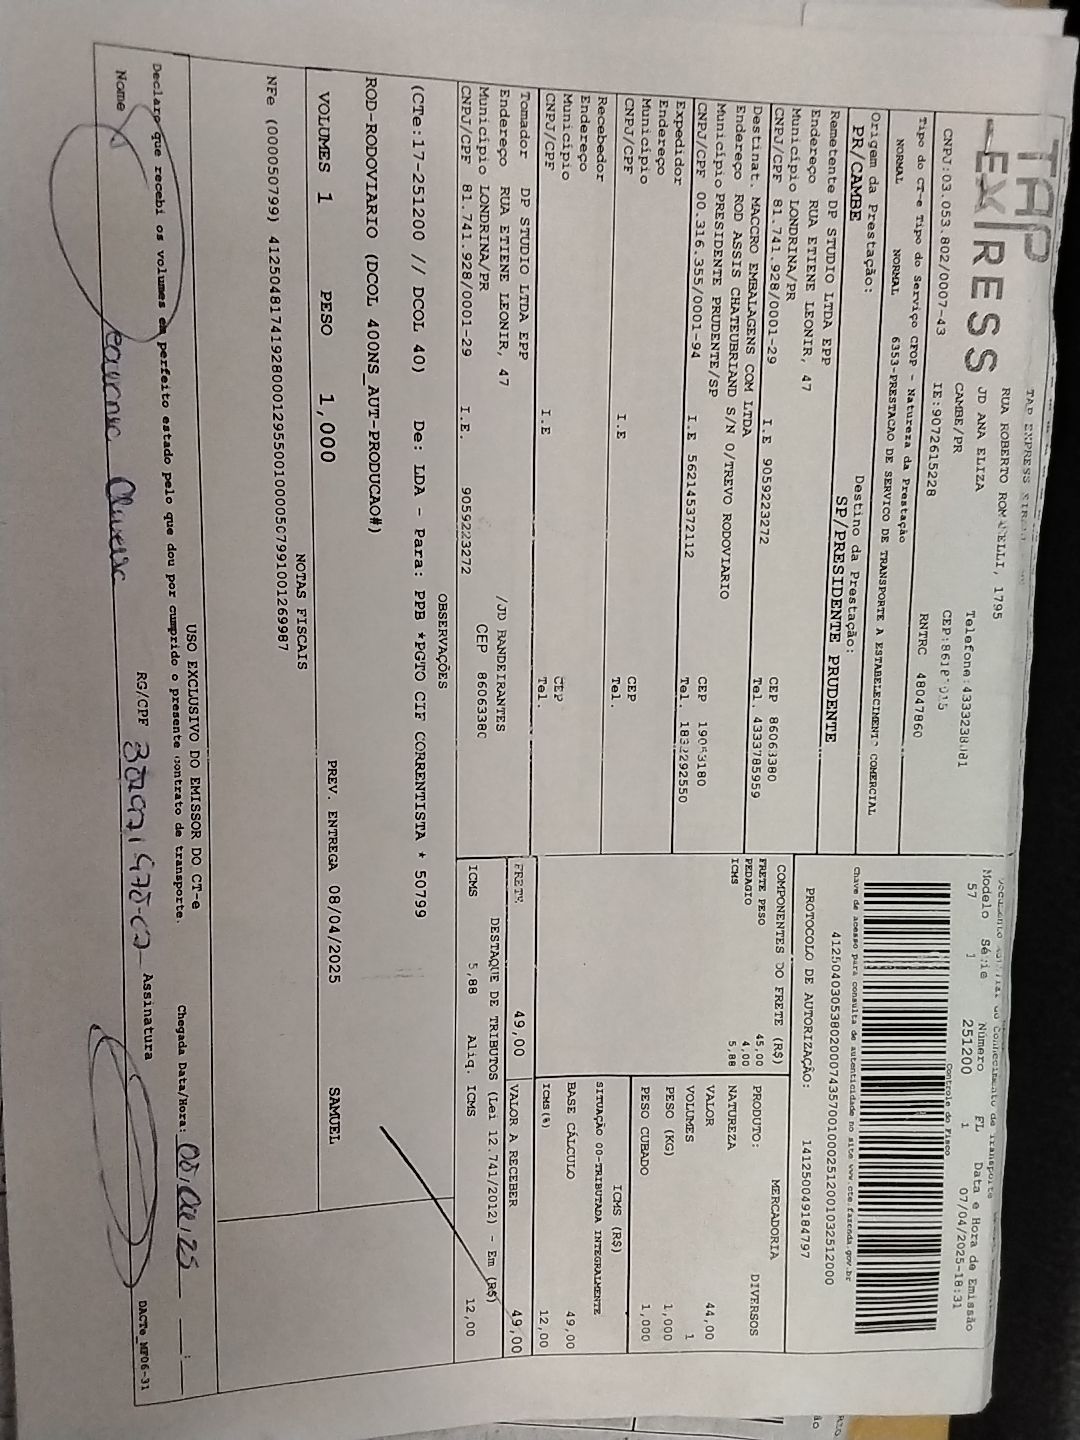 TAP
EXPRESS
TAP EXPRESS
RUA ROBERTO ROMANELLI, 1795
JD ANA ELIZA
CAMBE/PR
Telefone:4333238181
CNPJ:03.053.802/0007-43 IE:9072615228
RNTRC 48047860
Tipo do CT-e Tipo do Serviço CFOP - Natureza da Prestação
NORMAL NORMAL 6353-PRESTACAO DE SERVICO DE TRANSPORTE A ESTABELECIMENTO COMERCIAL
Origem da Prestação: Destino da Prestação:
PR/CAMBE SP/PRESIDENTE PRUDENTE
Remetente DP STUDIO LTDA EPP
Endereço RUA ETIENE LEONIR, 47
Município LONDRINA/PR CEP 86063380
CNPJ/CPF 81.741.928/0001-29 I.E 9059223272 Tel. 4333785959
Destinat. MACCRO EMBALAGENS COM LTDA
Endereço ROD ASSIS CHATEUBRIAND S/N O/TREVO RODOVIARIO
Município PRESIDENTE PRUDENTE/SP CEP 19053180
CNPJ/CPF 00.316.355/0001-94 I.E 562145372112 Tel. 1832292550
Expedidor
Endereço
Município CEP
CNPJ/CPF I.E Tel.
Recebedor
Endereço
Município CEP
CNPJ/CPF I.E Tel.
Tomador DP STUDIO LTDA EPP
Endereço RUA ETIENE LEONIR, 47 /JD BANDEIRANTES
Município LONDRINA/PR CEP 86063380
CNPJ/CPF 81.741.928/0001-29 I.E. 9059223272
Modelo Série Número FL Data e Hora de Emissão
57 1 251200 1 07/04/2025-18:31
Controle do Fisco
Chave de acesso para consulta de autenticidade no site www.cte.fazenda.gov.br
41250403053802000743570010002512001032512000
PROTOCOLO DE AUTORIZAÇÃO: 141250049184797
COMPONENTES DO FRETE (R$)
FRETE PESO 45,00
PEDAGIO 4,00
ICMS 5,88
MERCADORIA
PRODUTO: DIVERSOS
NATUREZA
VALOR 44,00
VOLUMES 1
PESO (KG) 1,000
PESO CUBADO 1,000
ICMS (R$)
SITUAÇÃO 00-TRIBUTADA INTEGRALMENTE
BASE CÁLCULO 49,00
ICMS(%) 12,00
FRETE 49,00 VALOR A RECEBER 49,00
DESTAQUE DE TRIBUTOS (Lei 12.741/2012) - Em (R$)
ICMS 5,88 Aliq. ICMS 12,00
OBSERVAÇÕES
(CTe:17-251200 // DCOL 40) De: LDA - Para: PPB *PGTO CIF CORRENTISTA * 50799
ROD-RODOVIARIO (DCOL 400NS_AUT-PRODUCAO#)
VOLUMES 1 PESO 1,000 PREV. ENTREGA 08/04/2025 SAMUEL
NOTAS FISCAIS
NFe (000050799) 41250481741928000129550010000507991001269987
USO EXCLUSIVO DO EMISSOR DO CT-e
Declaro que recebi os volumes em perfeito estado pelo que dou por cumprido o presente contrato de transporte. Chegada Data/Hora:
Nome RG/CPF Assinatura
DACTe_MF06-31